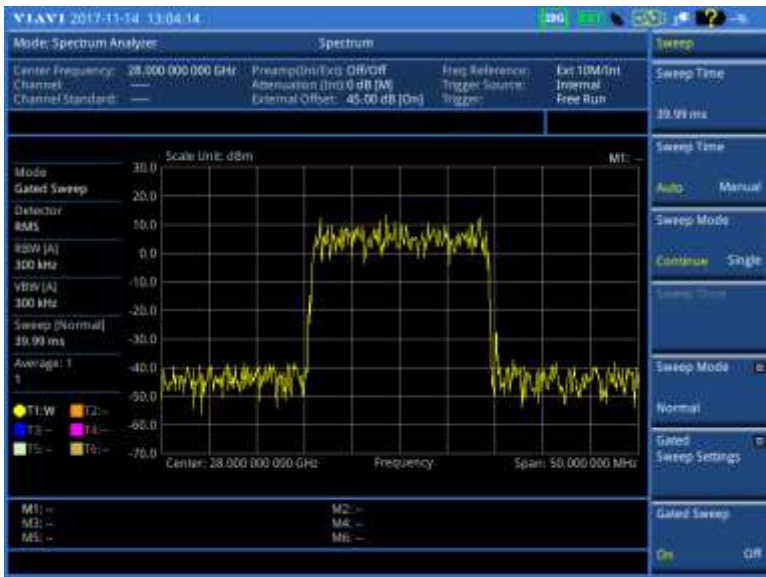 VIAVI 2017-11-14 13:04:14
Mode: Spectrum Analyzer Spectrum Sweep
Center Frequency: 28.000 000 000 GHz Preamp(Int/Ext): Off/Off Freq Reference: Ext 10M/Int
Channel: --- Attenuation (Int): 0 dB [M] Trigger Source: Internal
Channel Standard: --- External Offset: 45.00 dB [On] Trigger: Free Run
Sweep Time
39.99 ms
Sweep Time
Auto Manual
Sweep Mode
Continue Single
Sweep Mode
Normal
Gated
Sweep Settings
Gated Sweep
On Off
Scale Unit: dBm M1: --
Mode
Gated Sweep
Detector
RMS
RBW [A]
300 kHz
VBW [A]
300 kHz
Sweep [Normal]
39.99 ms
Average: 1
1
T1:W T2:--
T3:-- T4:--
T5:-- T6:--
30.0
20.0
10.0
0.0
-10.0
-20.0
-30.0
-40.0
-50.0
-60.0
-70.0
Center: 28.000 000 000 GHz Frequency Span: 50.000 000 MHz
M1: -- M2: --
M3: -- M4: --
M5: -- M6: --